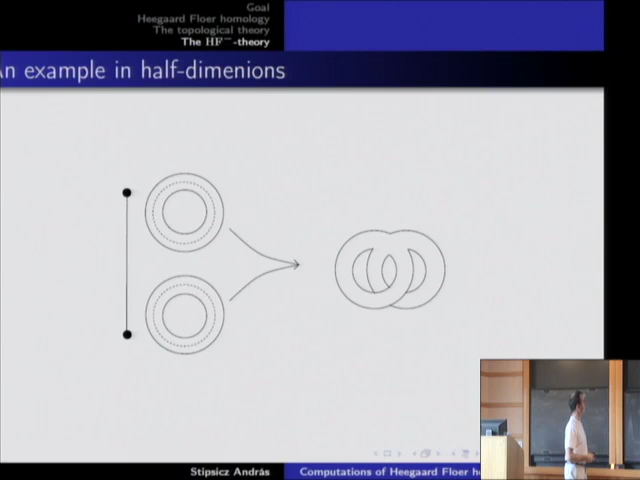 Goal
Heegaard Floer homology
The topological theory
The HF⁻-theory
An example in half-dimenions
Stipsicz András
Computations of Heegaard Floer